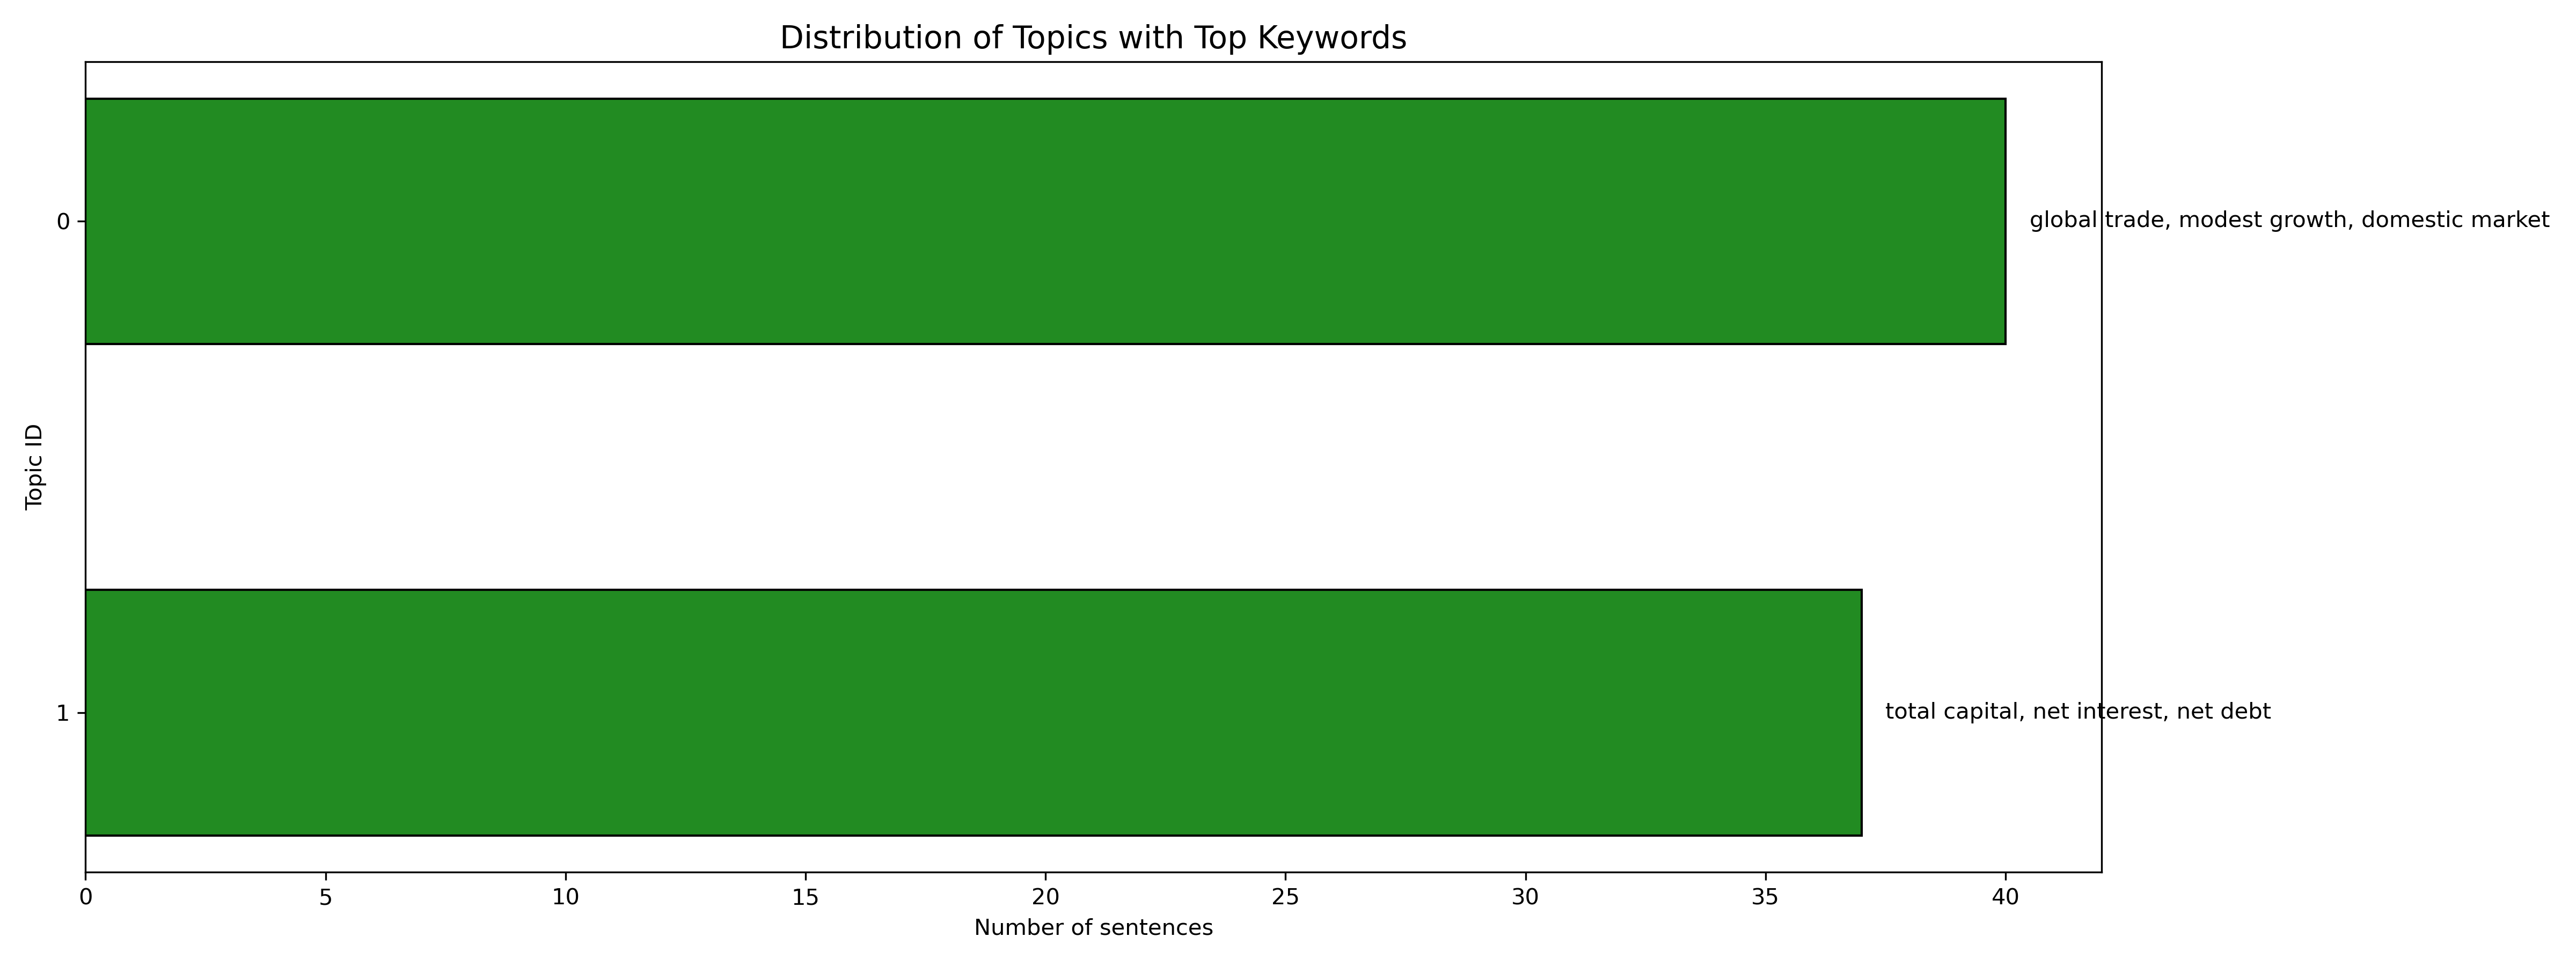 Distribution of Topics with Top Keywords
Topic ID
0
global trade, modest growth, domestic market
1
total capital, net interest, net debt
0 5 10 15 20 25 30 35 40
Number of sentences